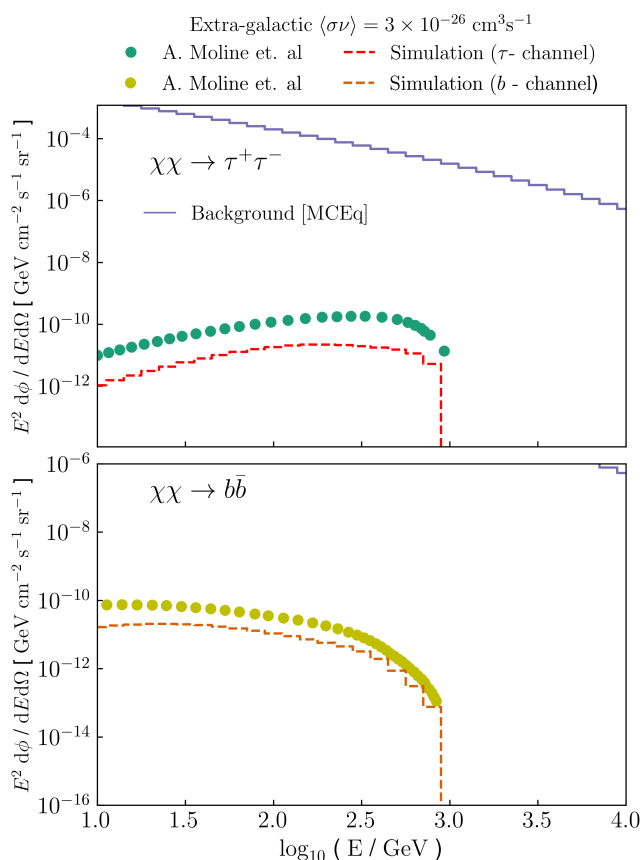 Extra-galactic ⟨σν⟩ = 3 × 10⁻²⁶ cm³s⁻¹
A. Moline et. al
Simulation (τ- channel)
A. Moline et. al
Simulation (b - channel)
10⁻⁴
10⁻⁶
10⁻⁸
10⁻¹⁰
10⁻¹²
E² dϕ / dEdΩ [ GeV cm⁻² s⁻¹ sr⁻¹ ]
χχ → τ⁺τ⁻
Background [MCEq]
10⁻⁶
10⁻⁸
10⁻¹⁰
10⁻¹²
10⁻¹⁴
10⁻¹⁶
E² dϕ / dEdΩ [ GeV cm⁻² s⁻¹ sr⁻¹ ]
χχ → bb̄
1.0 1.5 2.0 2.5 3.0 3.5 4.0
log₁₀ ( E / GeV )